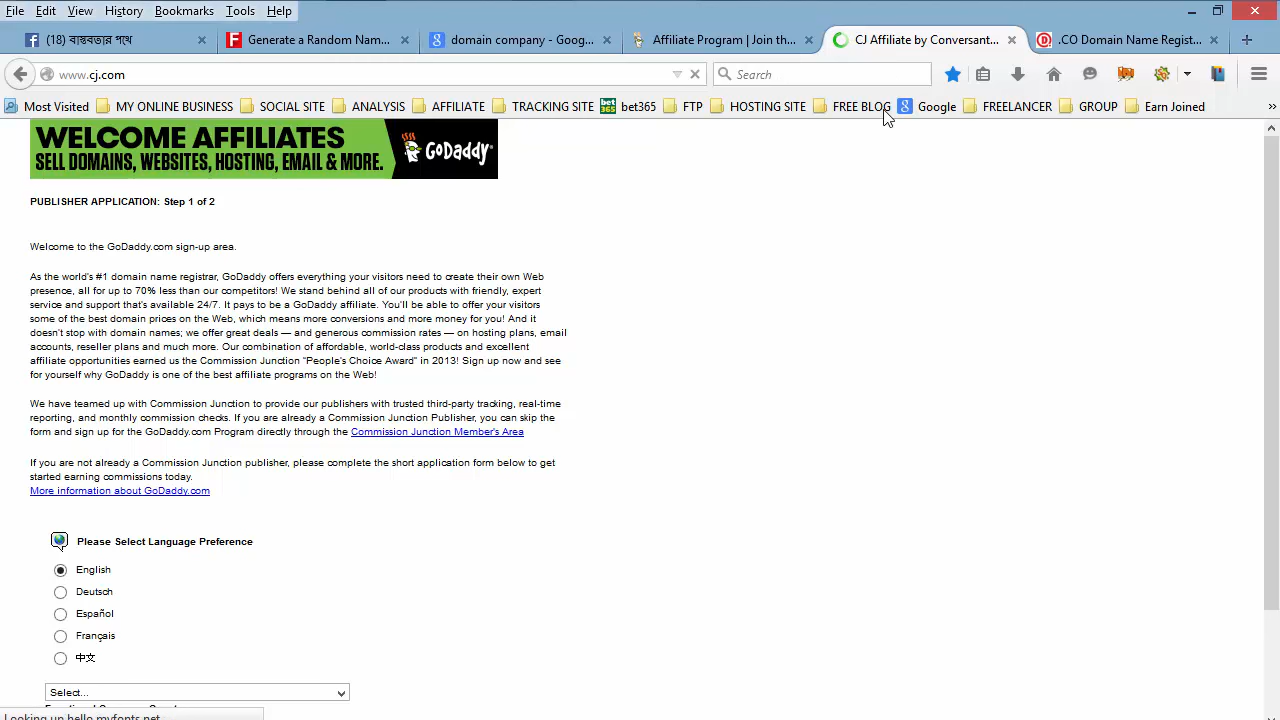 File Edit View History Bookmarks Tools Help
(18) বাস্তবতার পথে
Generate a Random Nam...
domain company - Goog...
Affiliate Program | Join th...
CJ Affiliate by Conversant...
.CO Domain Name Regist...
www.cj.com
Search
Most Visited MY ONLINE BUSINESS SOCIAL SITE ANALYSIS AFFILIATE TRACKING SITE bet365 bet365 FTP HOSTING SITE FREE BLOG Google FREELANCER GROUP Earn Joined
WELCOME AFFILIATES
SELL DOMAINS, WEBSITES, HOSTING, EMAIL & MORE.
GoDaddy
PUBLISHER APPLICATION: Step 1 of 2
Welcome to the GoDaddy.com sign-up area.
As the world's #1 domain name registrar, GoDaddy offers everything your visitors need to create their own Web
presence, all for up to 70% less than our competitors! We stand behind all of our products with friendly, expert
service and support that's available 24/7. It pays to be a GoDaddy affiliate. You'll be able to offer your visitors
some of the best domain prices on the Web, which means more conversions and more money for you! And it
doesn't stop with domain names; we offer great deals — and generous commission rates — on hosting plans, email
accounts, reseller plans and much more. Our combination of affordable, world-class products and excellent
affiliate opportunities earned us the Commission Junction "People's Choice Award" in 2013! Sign up now and see
for yourself why GoDaddy is one of the best affiliate programs on the Web!
We have teamed up with Commission Junction to provide our publishers with trusted third-party tracking, real-time
reporting, and monthly commission checks. If you are already a Commission Junction Publisher, you can skip the
form and sign up for the GoDaddy.com Program directly through the Commission Junction Member's Area
If you are not already a Commission Junction publisher, please complete the short application form below to get
started earning commissions today.
More information about GoDaddy.com
Please Select Language Preference
English
Deutsch
Español
Français
中文
Select...
Looking up hello.myfonts.net